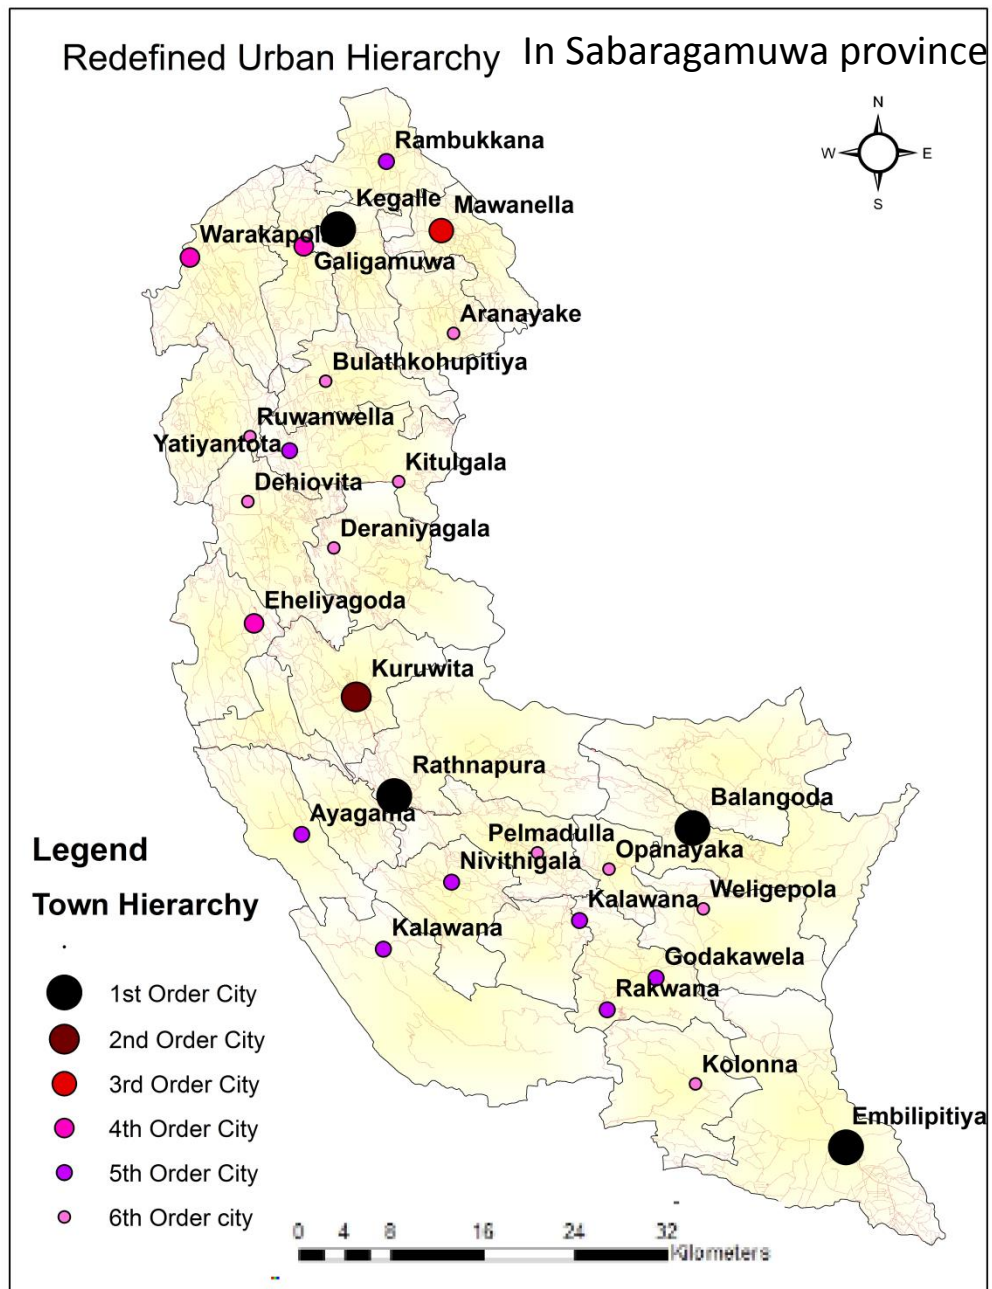 Redefined Urban Hierarchy In Sabaragamuwa province
N
W E
S
Rambukkana
Kegalle
Mawanella
Warakapola
Galigamuwa
Aranayake
Bulathkohupitiya
Ruwanwella
Yatiyantota
Kitulgala
Dehiovita
Deraniyagala
Eheliyagoda
Kuruwita
Rathnapura
Balangoda
Ayagama
Pelmadulla
Opanayaka
Nivithigala
Weligepola
Kalawana
Kalawana
Godakawela
Rakwana
Kolonna
Embilipitiya
Legend
Town Hierarchy
1st Order City
2nd Order City
3rd Order City
4th Order City
5th Order City
6th Order city
0 4 8 16 24 32
Kilometers